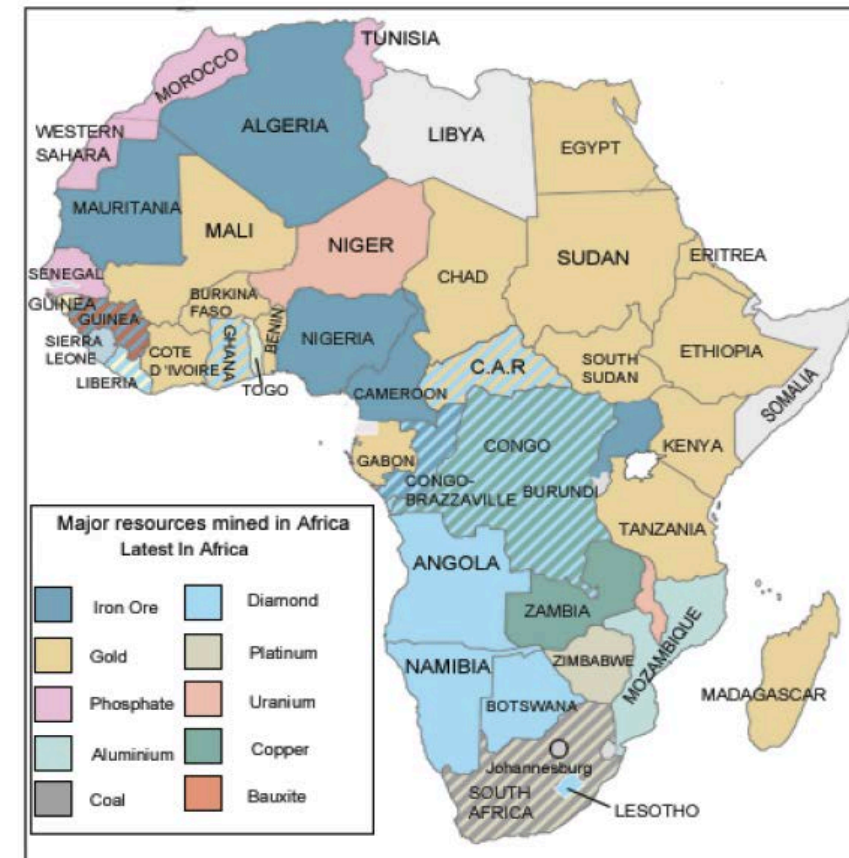 TUNISIA
MOROCCO
ALGERIA
LIBYA
EGYPT
WESTERN
SAHARA
MAURITANIA
MALI
NIGER
CHAD
SUDAN
ERITREA
SENEGAL
GUINEA
GUINEA
BURKINA
FASO
BENIN
NIGERIA
SIERRA
LEONE
COTE
D 'IVOIRE
GHANA
LIBERIA
TOGO
C.A.R
SOUTH
SUDAN
ETHIOPIA
SOMALIA
CAMEROON
GABON
CONGO
CONGO-
BRAZZAVILLE
BURUNDI
KENYA
TANZANIA
ANGOLA
ZAMBIA
MOZAMBIQUE
NAMIBIA
ZIMBABWE
BOTSWANA
MADAGASCAR
Johannesburg
SOUTH
AFRICA
LESOTHO
Major resources mined in Africa
Latest In Africa
Iron Ore
Diamond
Gold
Platinum
Phosphate
Uranium
Aluminium
Copper
Coal
Bauxite